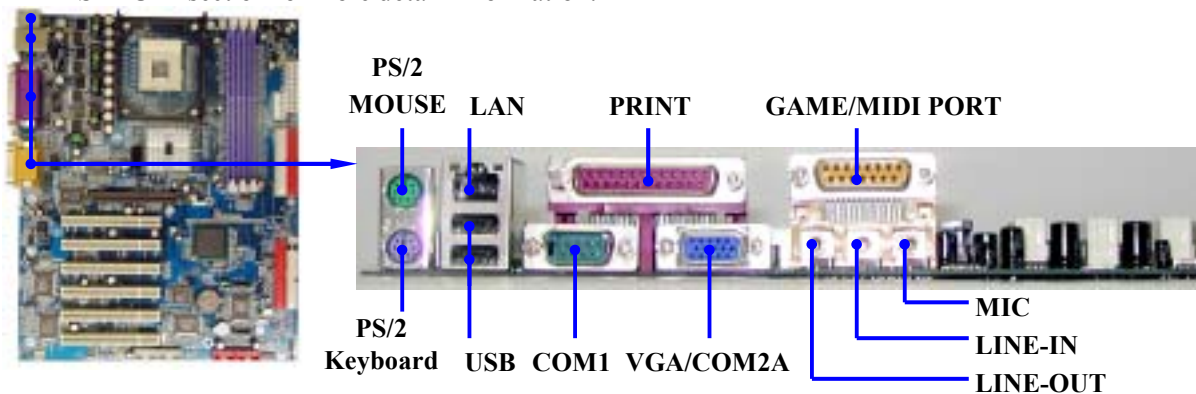 PS/2
MOUSE
LAN
PRINT
GAME/MIDI PORT
PS/2
Keyboard
USB
COM1
VGA/COM2A
MIC
LINE-IN
LINE-OUT